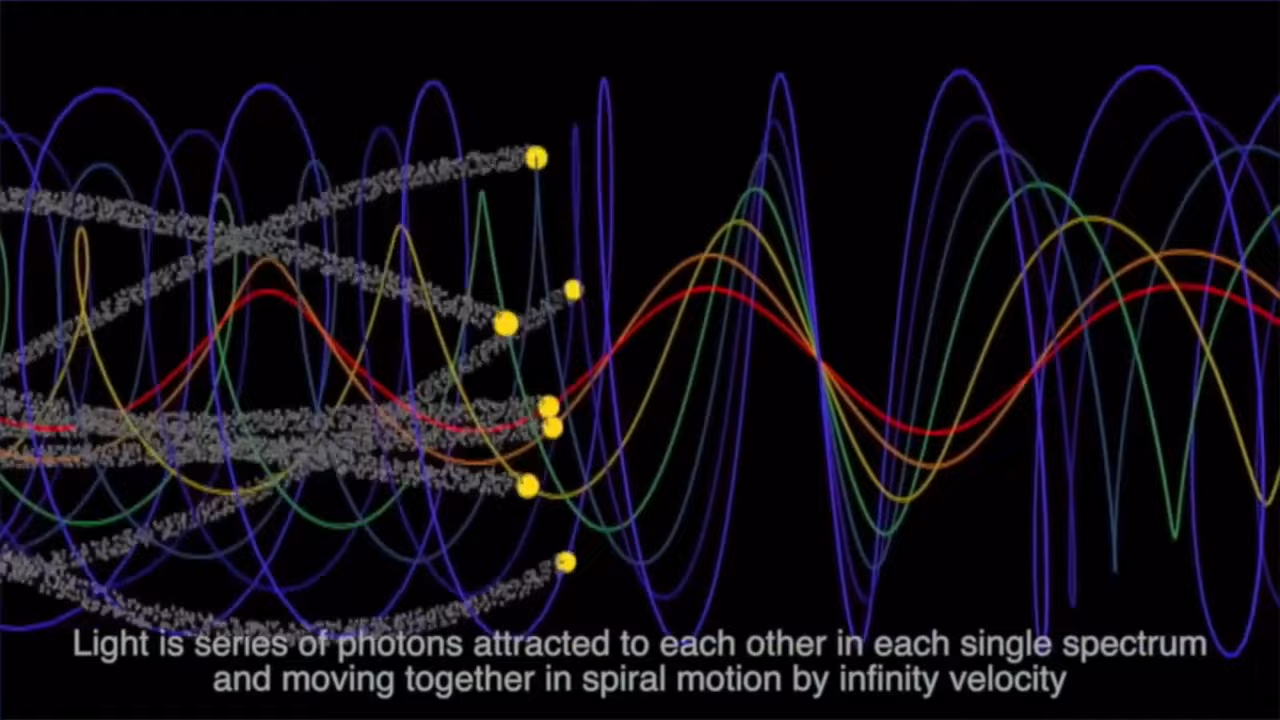 Light is series of photons attracted to each other in each single spectrum
and moving together in spiral motion by infinity velocity